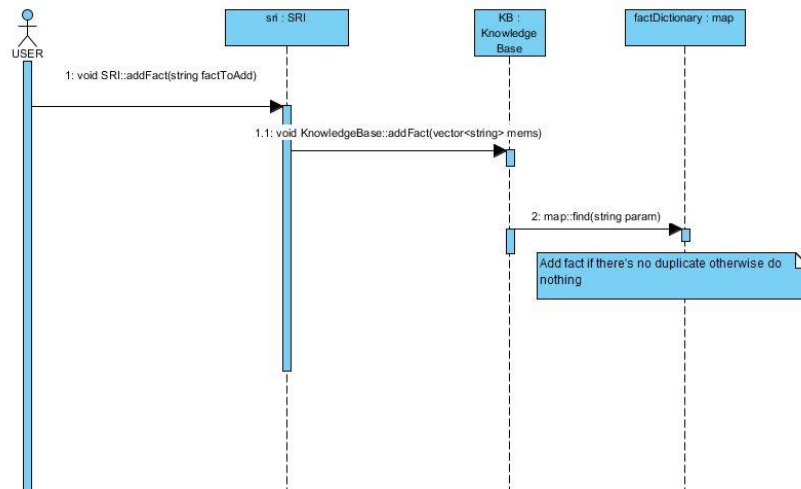 sri : SRI
KB :
Knowledge
Base
factDictionary : map
USER
1: void SRI::addFact(string factToAdd)
1.1: void KnowledgeBase::addFact(vector<string> mems)
2: map::find(string param)
Add fact if there's no duplicate otherwise do
nothing